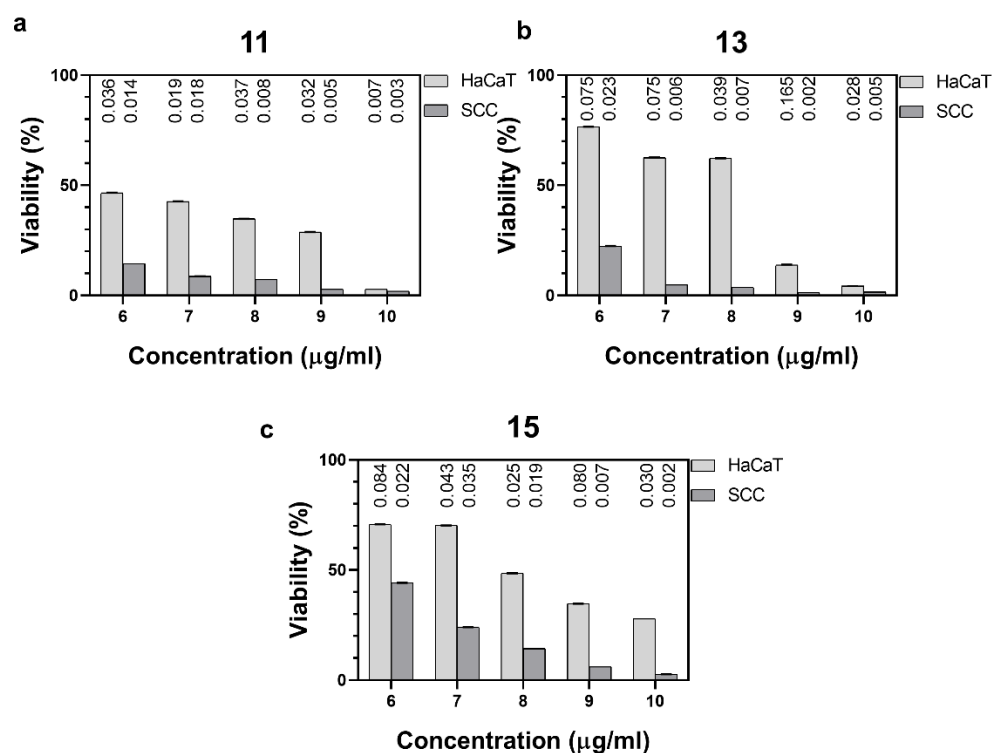 a
11
100
50
0
Viability (%)
0.036
0.014
0.019
0.018
0.037
0.008
0.032
0.005
0.007
0.003
HaCaT
SCC
6 7 8 9 10
Concentration (μg/ml)
b
13
100
50
0
Viability (%)
0.075
0.023
0.075
0.006
0.039
0.007
0.165
0.002
0.028
0.005
HaCaT
SCC
6 7 8 9 10
Concentration (μg/ml)
c
15
100
50
0
Viability (%)
0.084
0.022
0.043
0.035
0.025
0.019
0.080
0.007
0.030
0.002
HaCaT
SCC
6 7 8 9 10
Concentration (μg/ml)